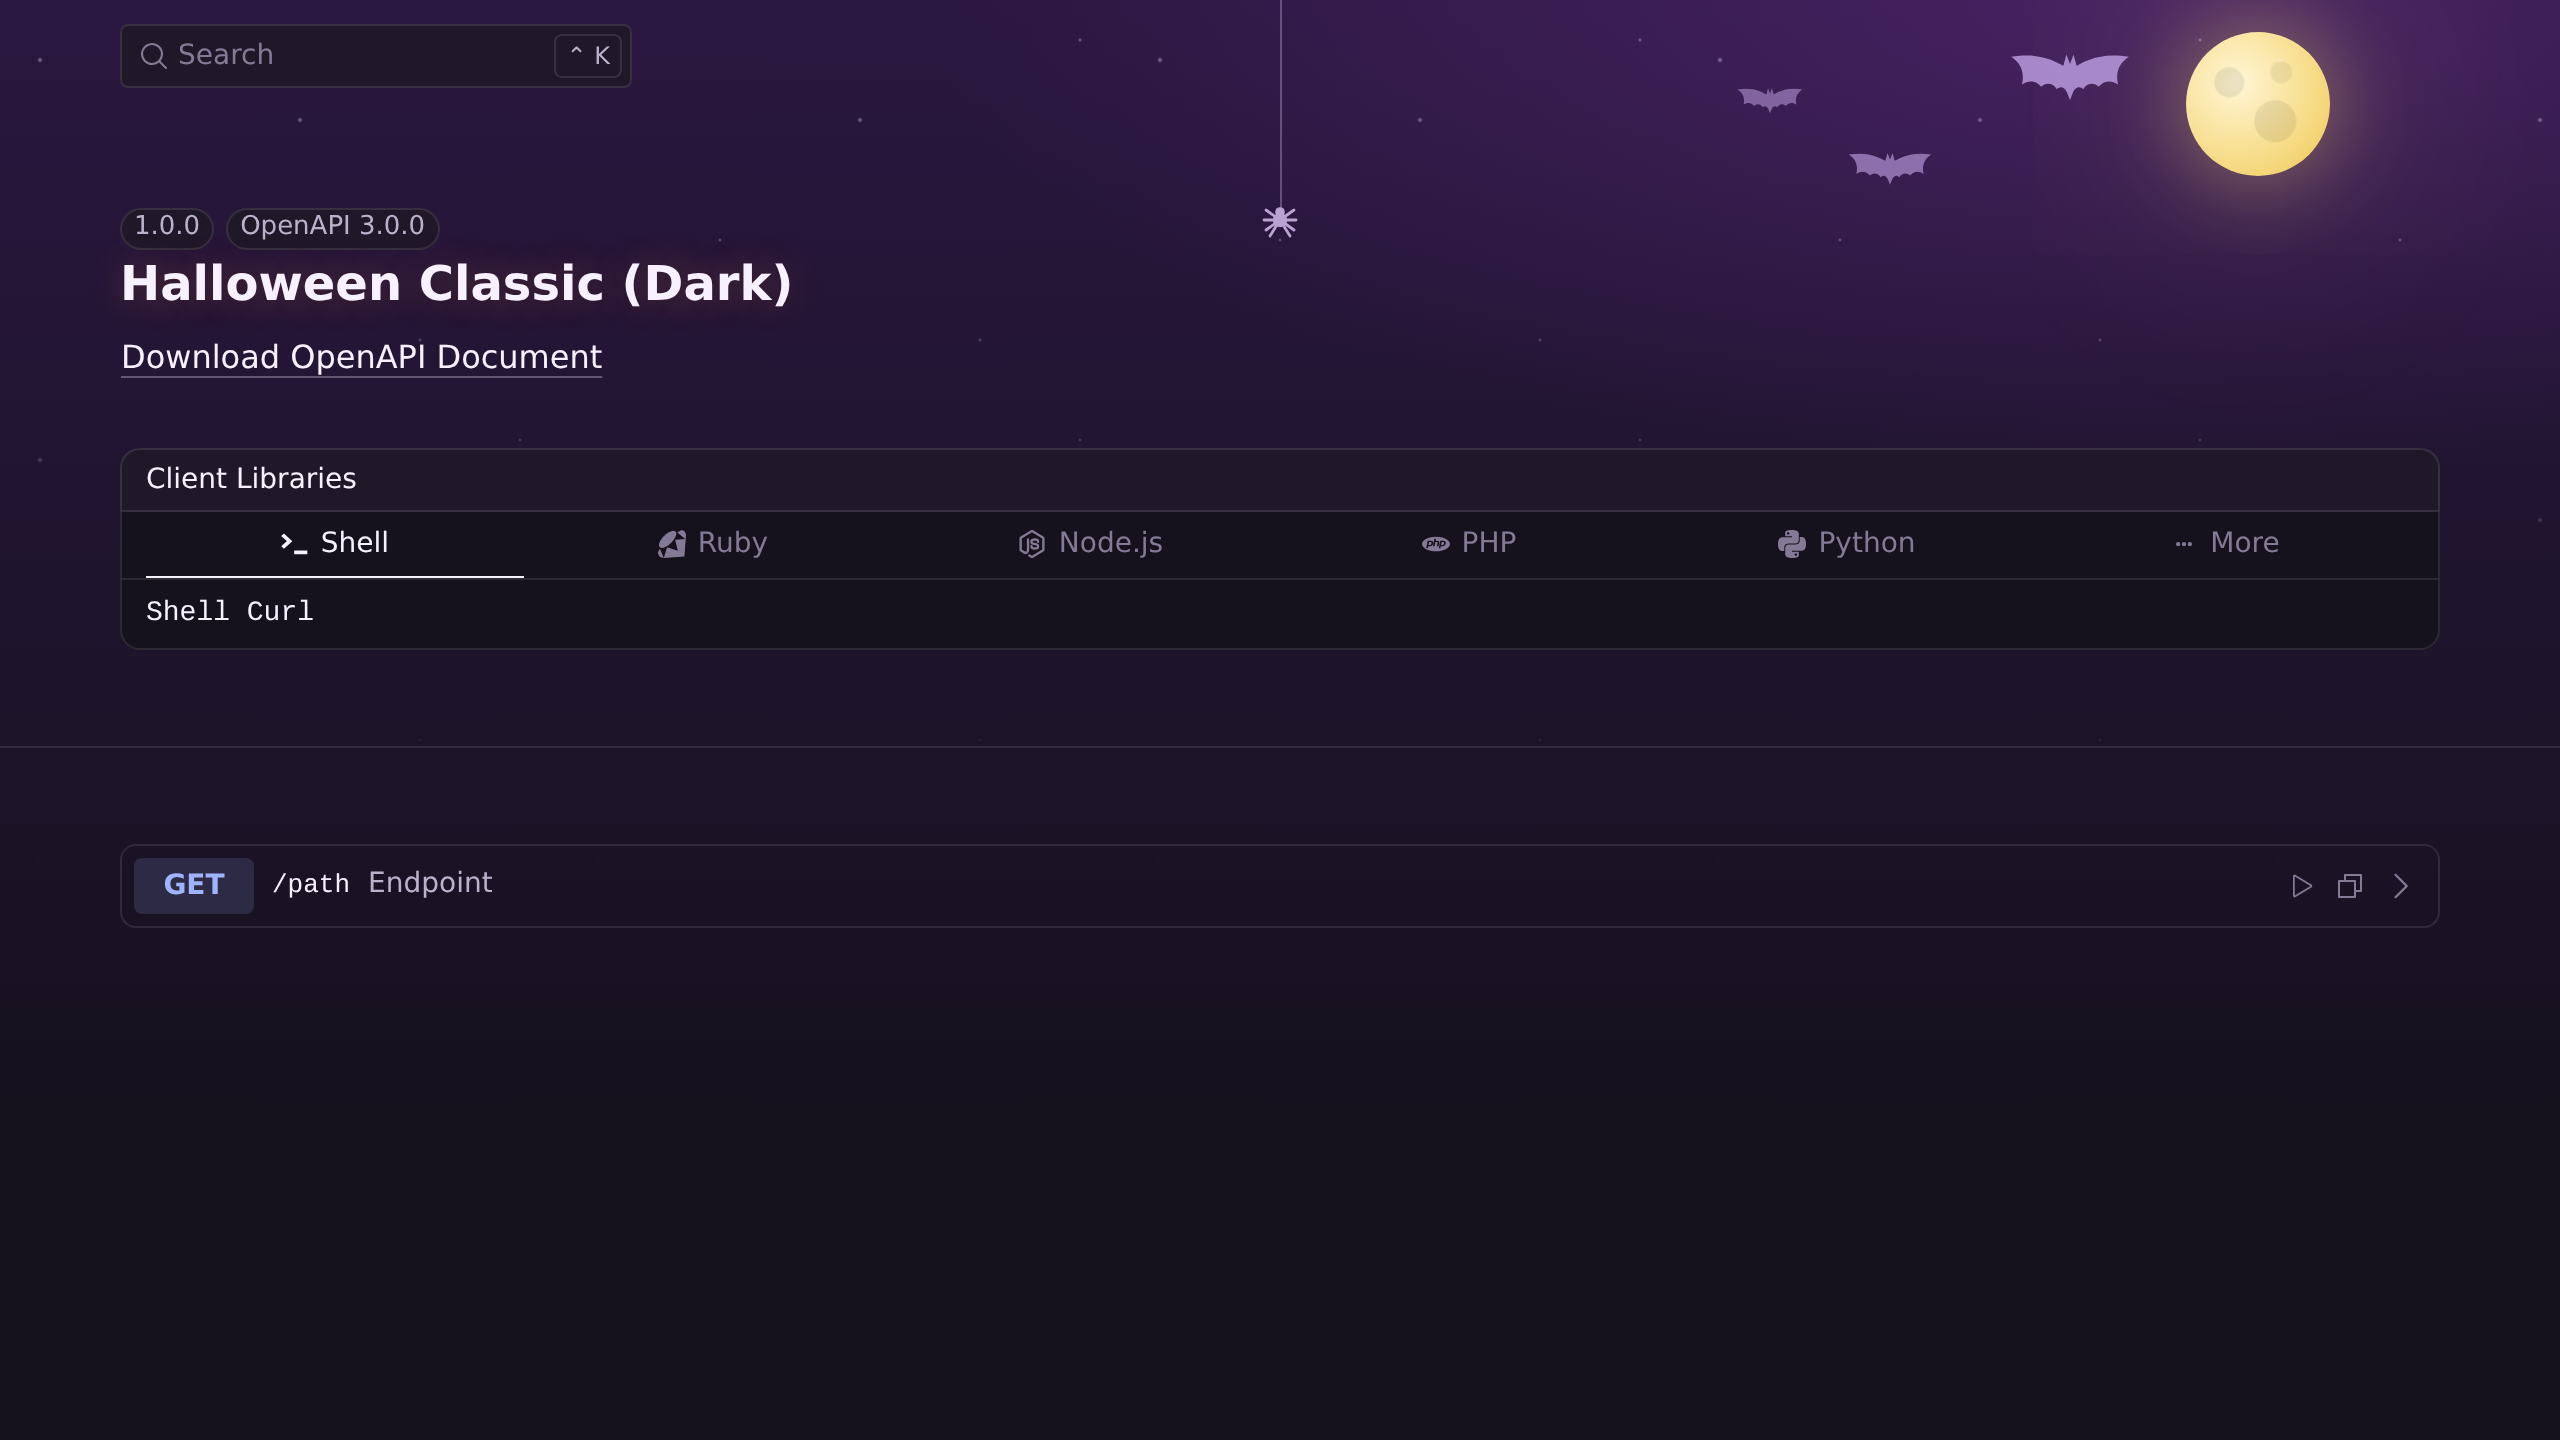 Search ⌃ K
1.0.0 OpenAPI 3.0.0
Halloween Classic (Dark)
Download OpenAPI Document
Client Libraries
Shell Ruby Node.js PHP Python More
Shell Curl
GET /path Endpoint